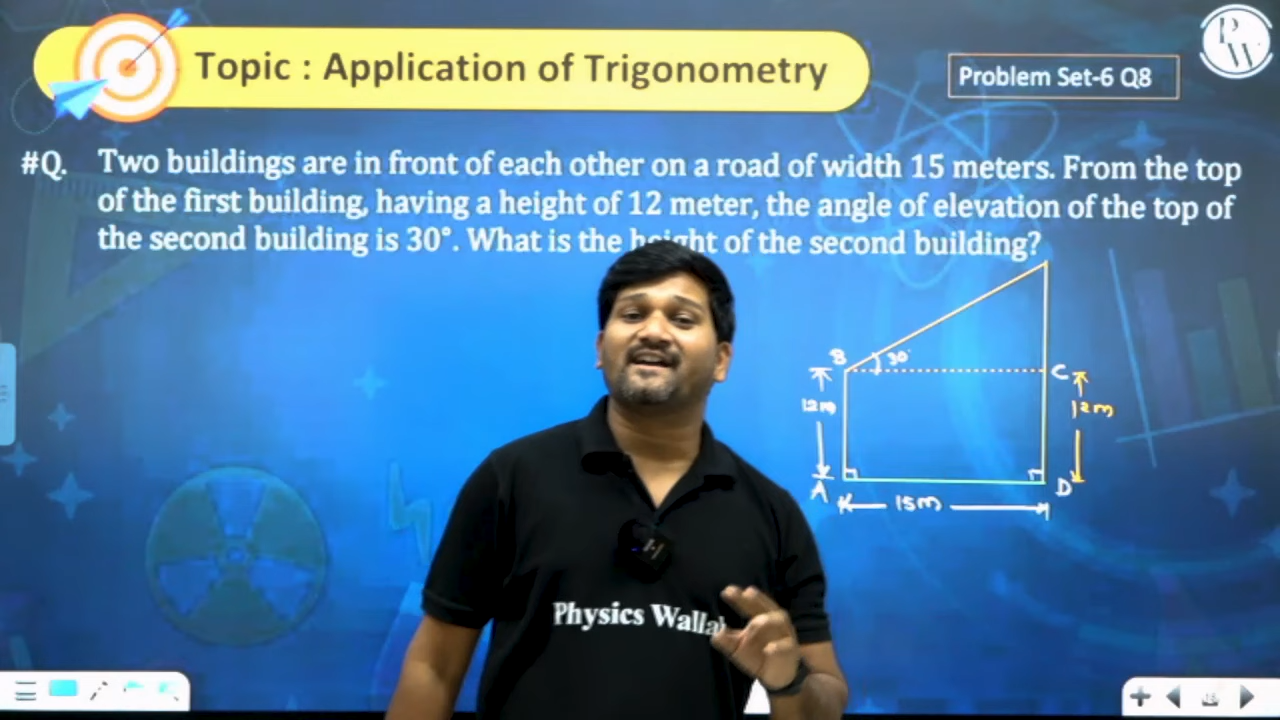 Topic : Application of Trigonometry
Problem Set-6 Q8
PW
#Q. Two buildings are in front of each other on a road of width 15 meters. From the top
of the first building, having a height of 12 meter, the angle of elevation of the top of
the second building is 30°. What is the height of the second building?
B 30° C
12m 12m
A D
15m
Physics Walla